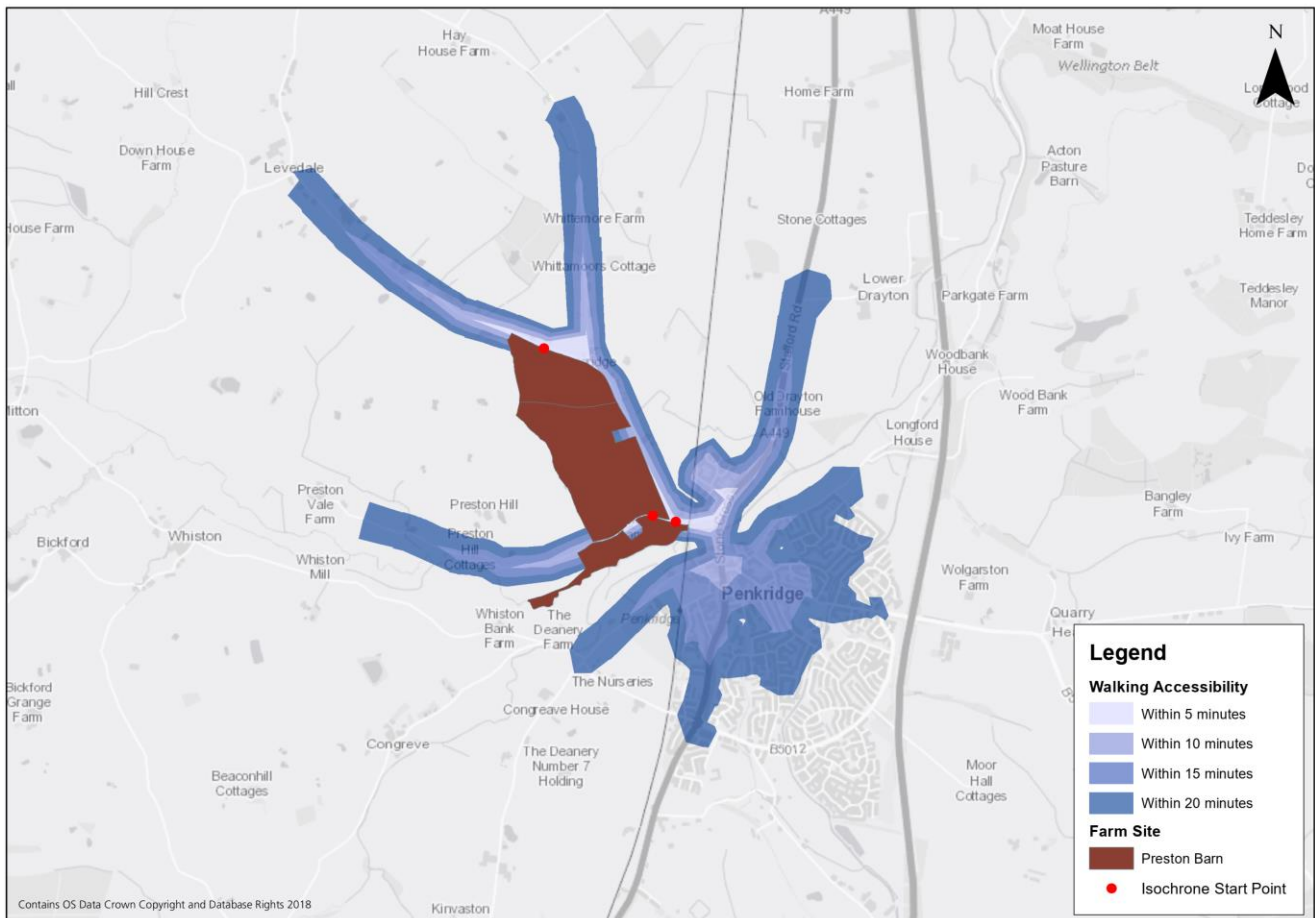 A449
Moat House
Farm
N
Hay
House Farm
Wellington Belt
Hill Crest
Home Farm
Cottage
Down House
Farm
Acton
Pasture
Barn
Levedale
House Farm
Whittemore Farm
Stone Cottages
Teddesley
Home Farm
Whittamoors Cottage
Lower
Drayton
Parkgate Farm
Teddesley
Manor
Stafford Rd
Woodbank
House
Mitton
Old Drayton
Farmhouse
Wood Bank
Farm
A449
Longford
House
Preston
Vale
Farm
Preston Hill
Bangley
Farm
Bickford
Whiston
Preston
Hill
Cottages
Ivy Farm
Whiston
Mill
Wolgarston
Farm
Penkridge
Whiston
Bank
Farm
The
Deanery
Farm
Penkridge
Quarry
The Nurseries
Bickford
Grange
Farm
Congreave House
Congreve
B5012
The Deanery
Number 7
Holding
Moor
Hall
Cottages
Beaconhill
Cottages
Kinvaston
Legend
Walking Accessibility
Within 5 minutes
Within 10 minutes
Within 15 minutes
Within 20 minutes
Farm Site
Preston Barn
Isochrone Start Point
Contains OS Data Crown Copyright and Database Rights 2018